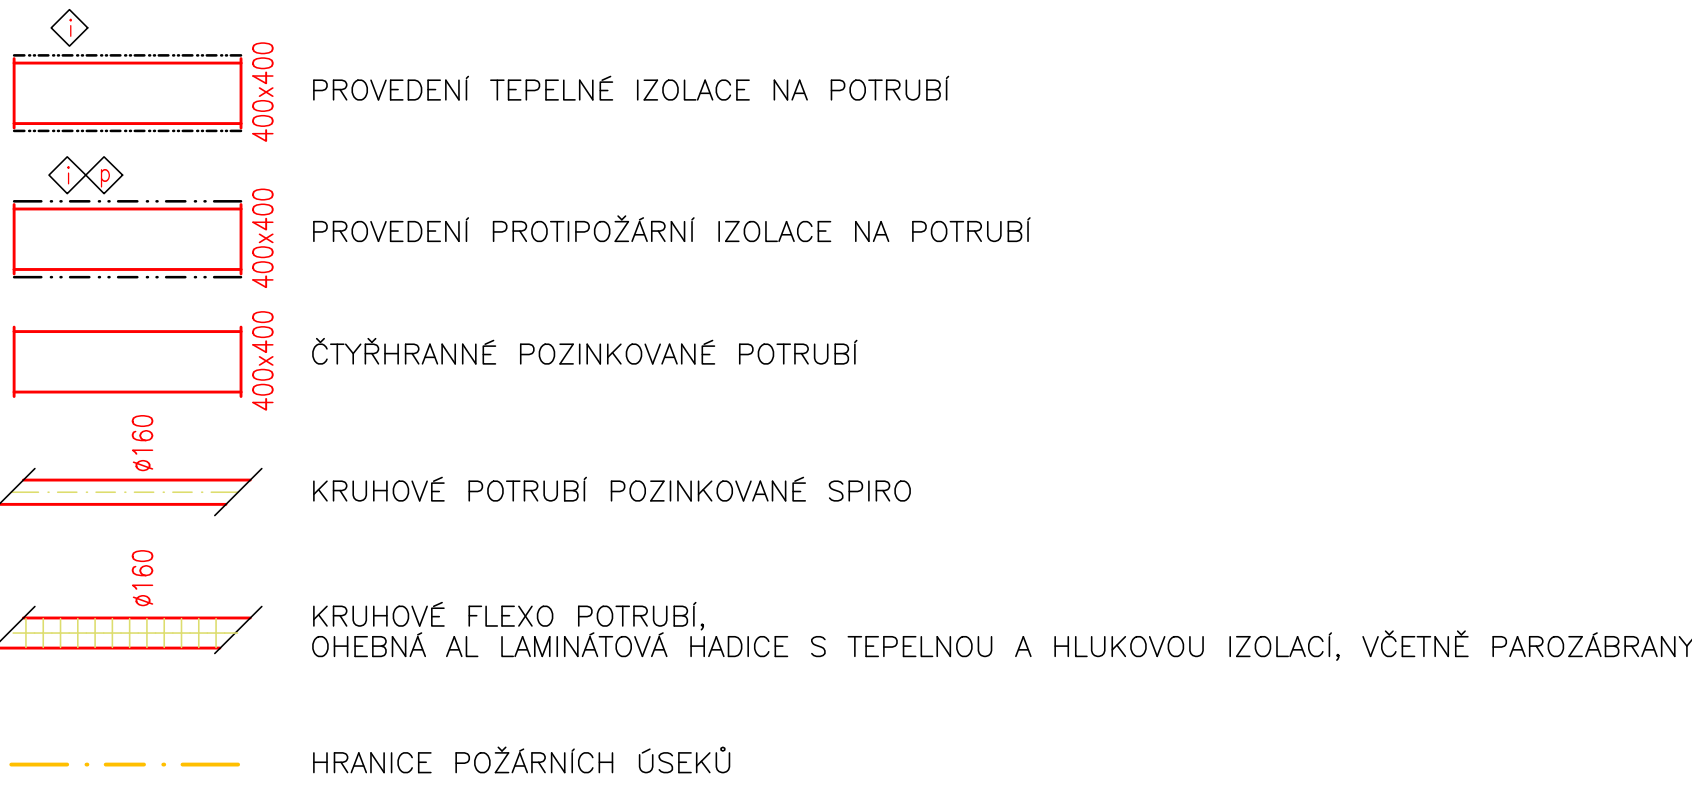 i
400x400
PROVEDENÍ TEPELNÉ IZOLACE NA POTRUBÍ
i p
400x400
PROVEDENÍ PROTIPOŽÁRNÍ IZOLACE NA POTRUBÍ
400x400
ČTYŘHRANNÉ POZINKOVANÉ POTRUBÍ
ø160
KRUHOVÉ POTRUBÍ POZINKOVANÉ SPIRO
ø160
KRUHOVÉ FLEXO POTRUBÍ,
OHEBNÁ AL LAMINÁTOVÁ HADICE S TEPELNOU A HLUKOVOU IZOLACÍ, VČETNĚ PAROZÁBRANY
HRANICE POŽÁRNÍCH ÚSEKŮ